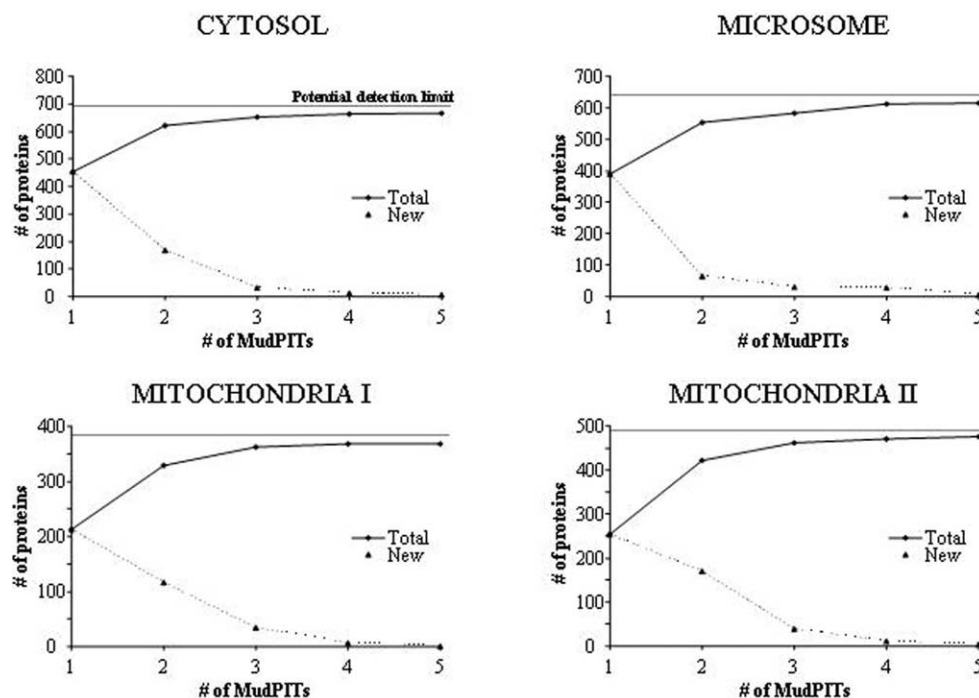 CYTOSOL
800
700
600
500
400
300
200
100
0
# of proteins
Potential detection limit
Total
New
1 2 3 4 5
# of MudPITs
MICROSOME
700
600
500
400
300
200
100
0
# of proteins
Total
New
1 2 3 4 5
# of MudPITs
MITOCHONDRIA I
400
300
200
100
0
# of proteins
Total
New
1 2 3 4 5
# of MudPITs
MITOCHONDRIA II
500
400
300
200
100
0
# of proteins
Total
New
1 2 3 4 5
# of MudPITs